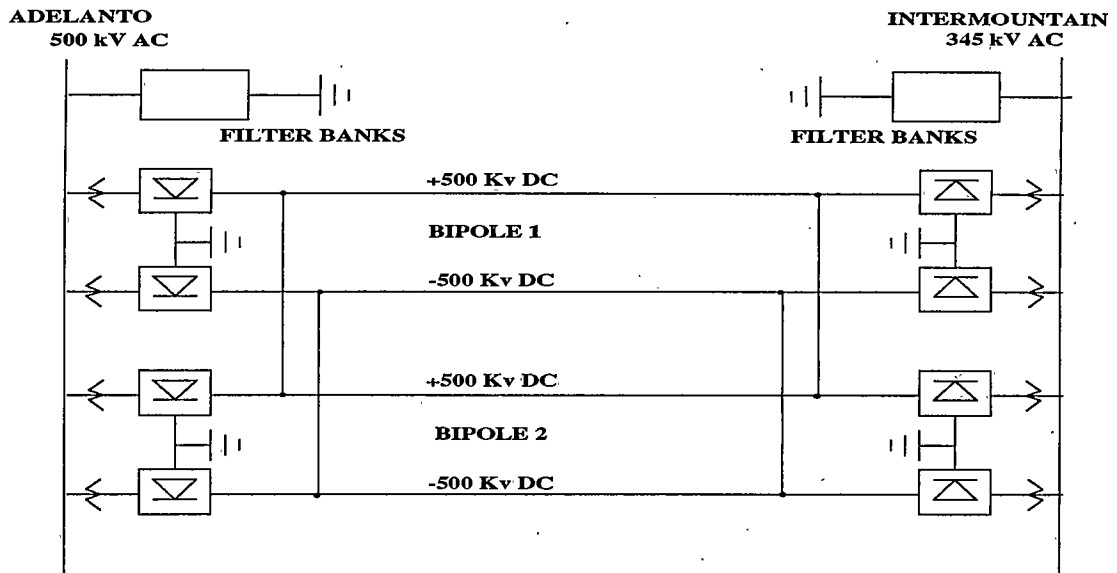 ADELANTO
500 kV AC
INTERMOUNTAIN
345 kV AC
FILTER BANKS
FILTER BANKS
+500 Kv DC
BIPOLE 1
-500 Kv DC
+500 Kv DC
BIPOLE 2
-500 Kv DC